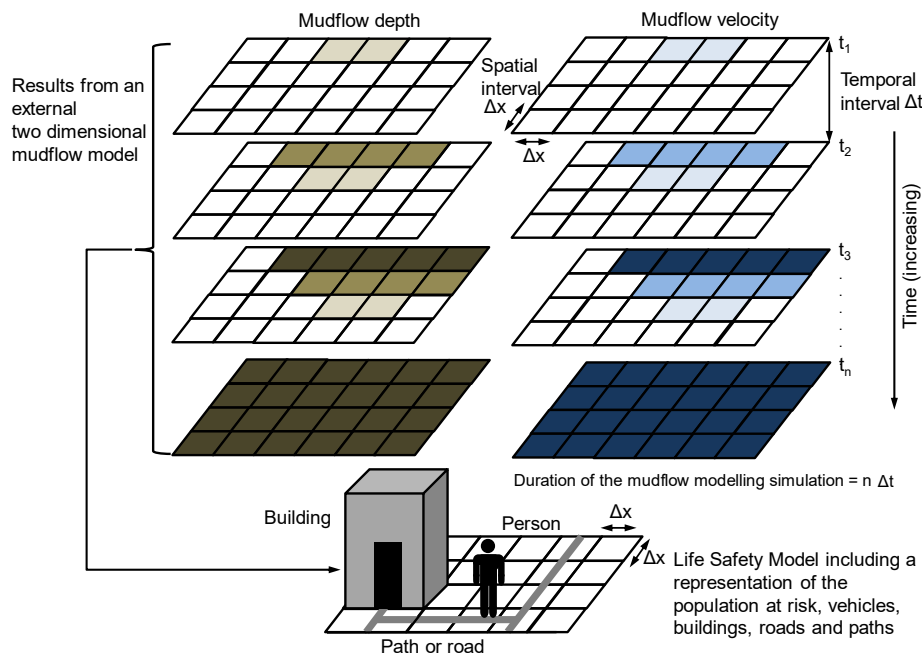 Mudflow depth
Mudflow velocity
Results from an
external
two dimensional
mudflow model
Spatial
interval
Δx
Δx
t1
Temporal
interval Δt
t2
t3
.
.
.
.
tn
Time (increasing)
Duration of the mudflow modelling simulation = n Δt
Building
Person
Δx
Δx
Path or road
Life Safety Model including a
representation of the
population at risk, vehicles,
buildings, roads and paths